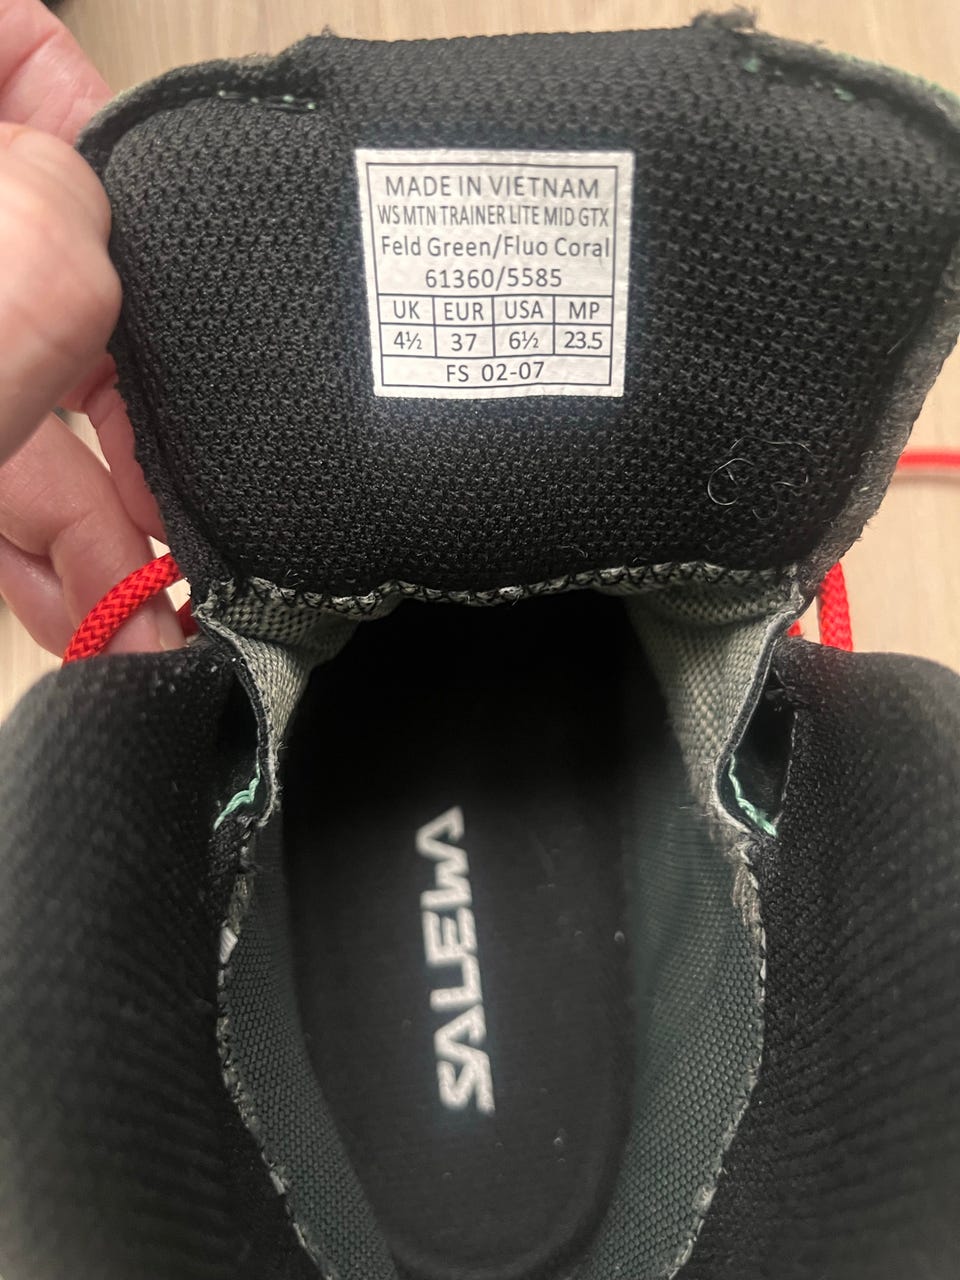 MADE IN VIETNAM
WS MTN TRAINER LITE MID GTX
Feld Green/Fluo Coral
61360/5585
UK EUR USA MP
4½ 37 6½ 23.5
FS 02-07
SALEWA